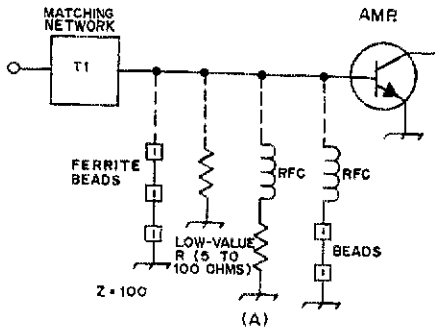 MATCHING
NETWORK
T1
AMP.
FERRITE
BEADS
RFC
RFC
LOW-VALUE
R (5 TO
100 OHMS)
BEADS
Z = 100
(A)